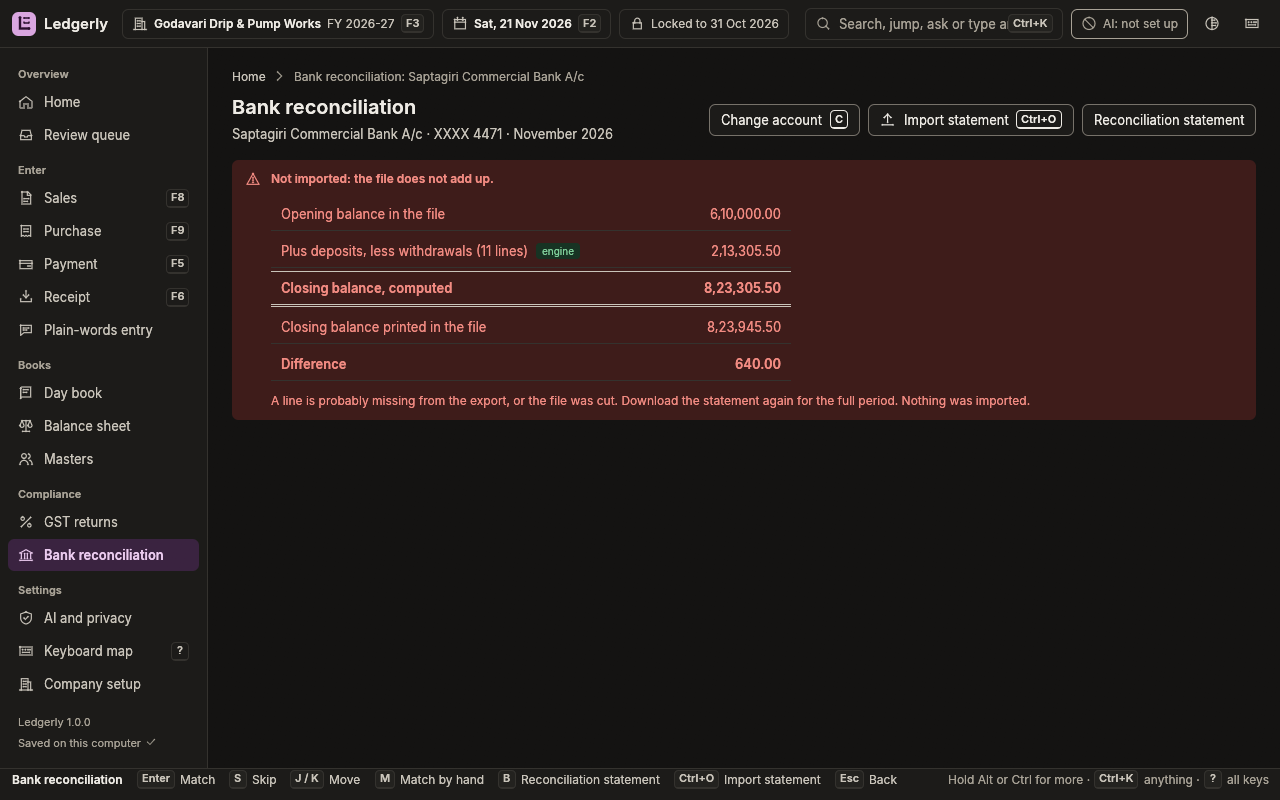 Ledgerly
Godavari Drip & Pump Works FY 2026-27 F3
Sat, 21 Nov 2026 F2
Locked to 31 Oct 2026
Search, jump, ask or type a Ctrl+K
AI: not set up
Overview
Home
Review queue
Enter
Sales F8
Purchase F9
Payment F5
Receipt F6
Plain-words entry
Books
Day book
Balance sheet
Masters
Compliance
GST returns
Bank reconciliation
Settings
AI and privacy
Keyboard map ?
Company setup
Ledgerly 1.0.0
Saved on this computer
Home Bank reconciliation: Saptagiri Commercial Bank A/c
Bank reconciliation
Saptagiri Commercial Bank A/c · XXXX 4471 · November 2026
Change account C
Import statement Ctrl+O
Reconciliation statement
Not imported: the file does not add up.
Opening balance in the file 6,10,000.00
Plus deposits, less withdrawals (11 lines) engine 2,13,305.50
Closing balance, computed 8,23,305.50
Closing balance printed in the file 8,23,945.50
Difference 640.00
A line is probably missing from the export, or the file was cut. Download the statement again for the full period. Nothing was imported.
Bank reconciliation Enter Match S Skip J / K Move M Match by hand B Reconciliation statement Ctrl+O Import statement Esc Back Hold Alt or Ctrl for more · Ctrl+K anything · ? all keys